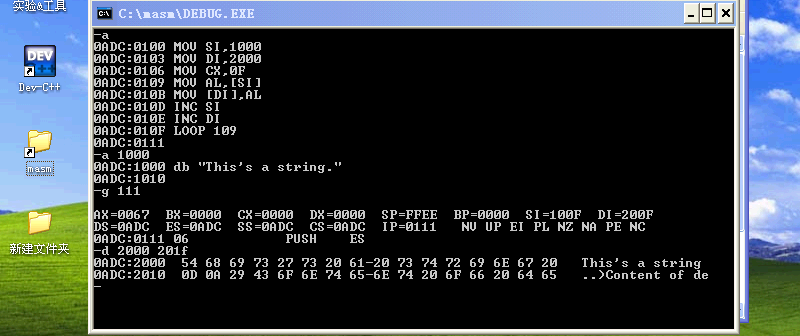 实验@工具
Dev-C++
masm
新建文件夹
C:\masm\DEBUG.EXE
-a
0ADC:0100 MOV SI,1000
0ADC:0103 MOV DI,2000
0ADC:0106 MOV CX,0F
0ADC:0109 MOV AL,[SI]
0ADC:010B MOV [DI],AL
0ADC:010D INC SI
0ADC:010E INC DI
0ADC:010F LOOP 109
0ADC:0111
-a 1000
0ADC:1000 db "This's a string."
0ADC:1010
-g 111
AX=0067 BX=0000 CX=0000 DX=0000 SP=FFEE BP=0000 SI=100F DI=200F
DS=0ADC ES=0ADC SS=0ADC CS=0ADC IP=0111 NV UP EI PL NZ NA PE NC
0ADC:0111 06 PUSH ES
-d 2000 201f
0ADC:2000 54 68 69 73 27 73 20 61-20 73 74 72 69 6E 67 20 This's a string
0ADC:2010 0D 0A 29 43 6F 6E 74 65-6E 74 20 6F 66 20 64 65 ..)Content of de
-